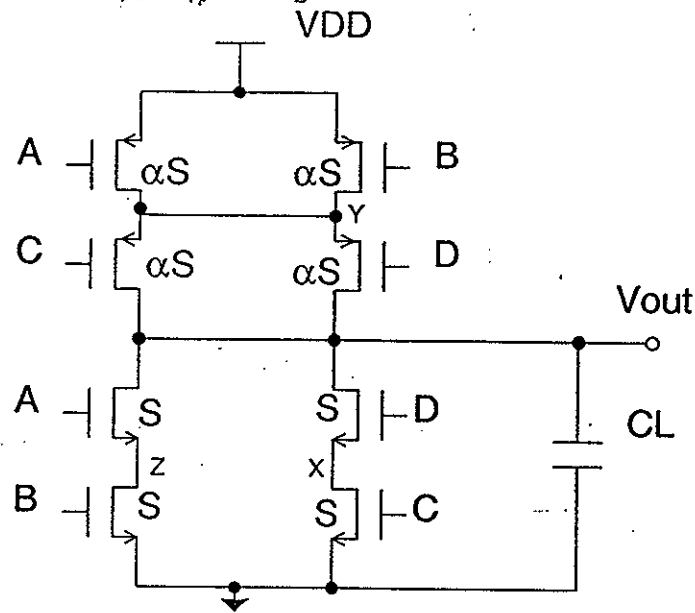 VDD
A αS αS B
Y
C αS αS D
Vout
A S S D
CL
Z X
B S S C